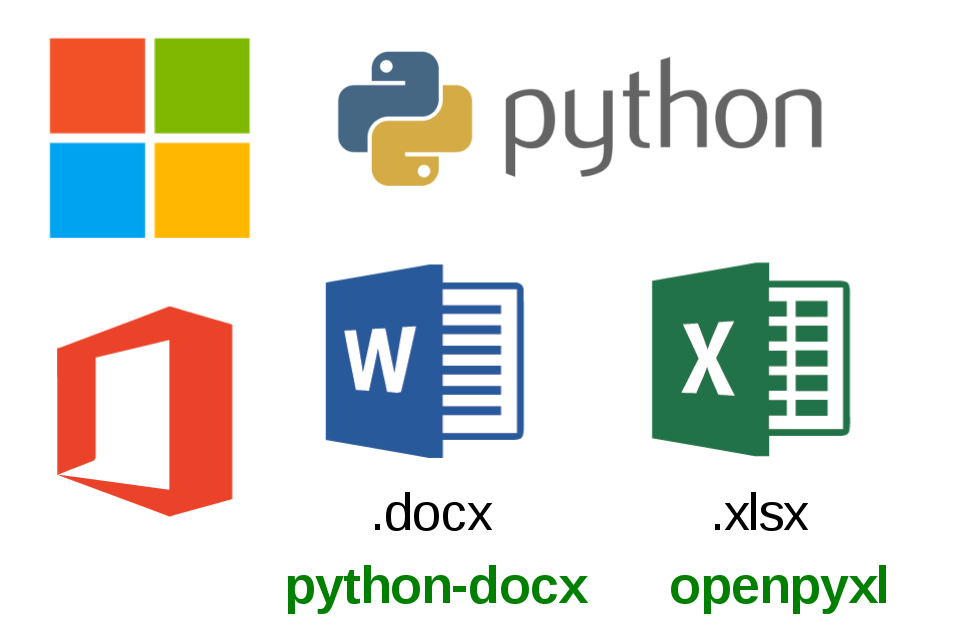 python
W
X
.docx
.xlsx
python-docx
openpyxl